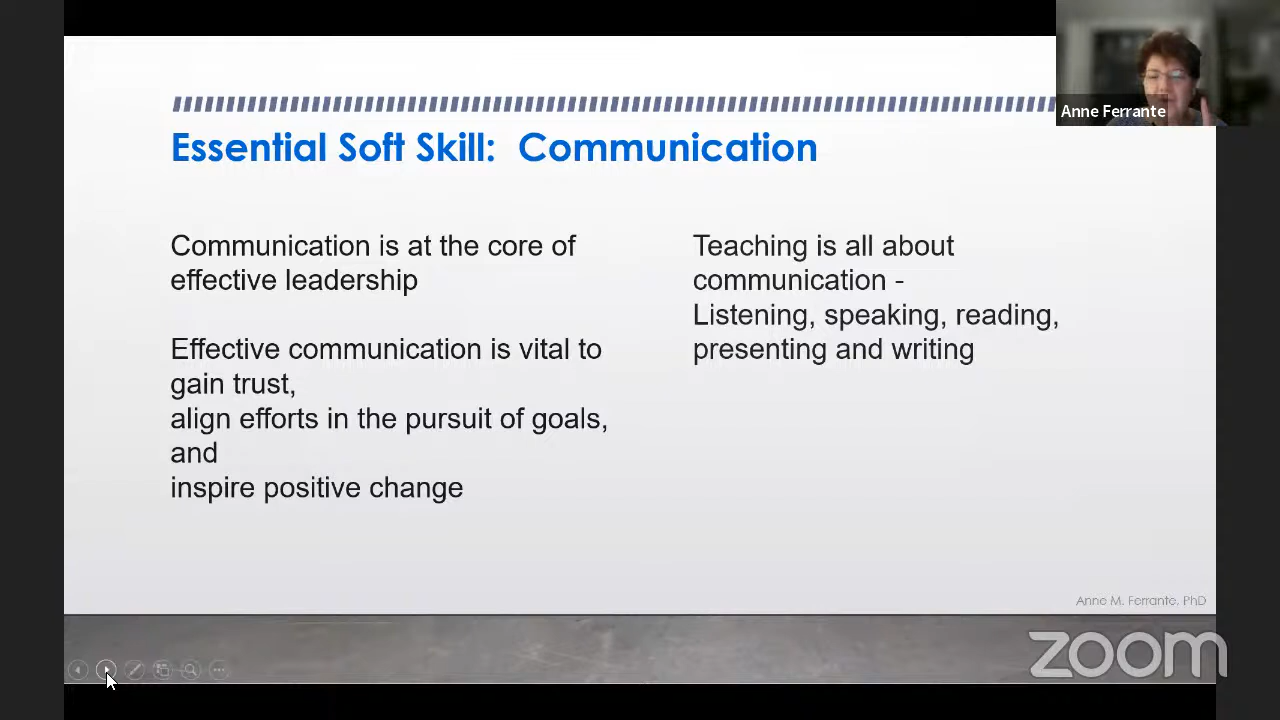 Anne Ferrante
Essential Soft Skill:  Communication
Communication is at the core of
effective leadership
Effective communication is vital to
gain trust,
align efforts in the pursuit of goals,
and
inspire positive change
Teaching is all about
communication -
Listening, speaking, reading,
presenting and writing
Anne M. Ferrante, PhD
zoom